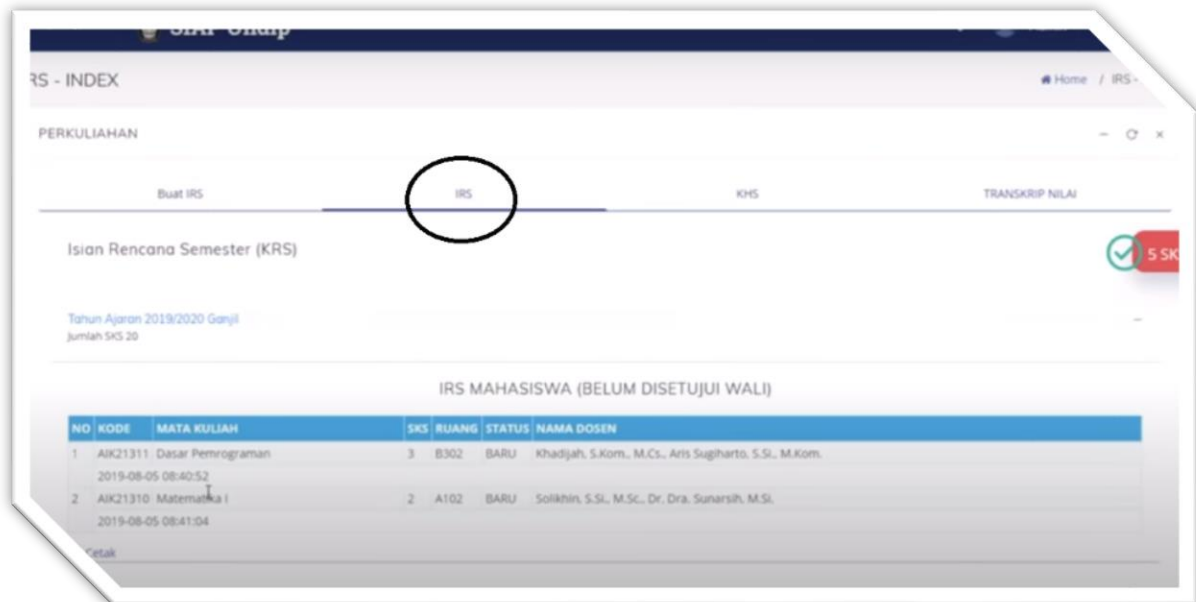 SIAP Undip
RS - INDEX
Home / IRS -
PERKULIAHAN
Buat IRS IRS KHS TRANSKRIP NILAI
Isian Rencana Semester (KRS)
5 SK
Tahun Ajaran 2019/2020 Ganjil
Jumlah SKS 20
IRS MAHASISWA (BELUM DISETUJUI WALI)
NO KODE MATA KULIAH SKS RUANG STATUS NAMA DOSEN
1 AIK21311 Dasar Pemrograman 3 B302 BARU Khadijah, S.Kom., M.Cs., Aris Sugiharto, S.Si., M.Kom.
2019-08-05 08:40:52
2 AIK21310 Matematika I 2 A102 BARU Solikhin, S.Si., M.Sc., Dr. Dra. Sunarsih, M.Si.
2019-08-05 08:41:04
Cetak